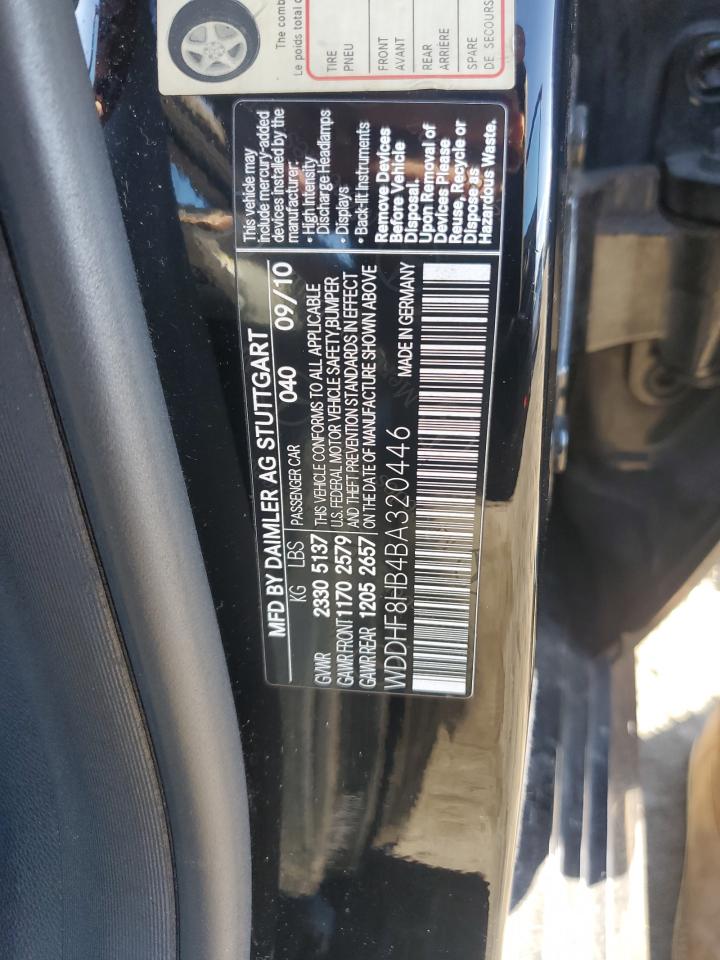 The comb
Le poids total c
TIRE
PNEU
FRONT
AVANT
REAR
ARRIÈRE
SPARE
DE SECOURS
MFD BY DAIMLER AG STUTTGART
040 09/10
KG LBS PASSENGER CAR
GVWR 2330 5137
GAWR FRONT 1170 2579
GAWR REAR 1205 2657
THIS VEHICLE CONFORMS TO ALL APPLICABLE
U.S. FEDERAL MOTOR VEHICLE SAFETY, BUMPER
AND THEFT PREVENTION STANDARDS IN EFFECT
ON THE DATE OF MANUFACTURE SHOWN ABOVE
WDDHF8HB4BA320446 MADE IN GERMANY
This vehicle may
include mercury-added
devices installed by the
manufacturer:
• High Intensity
Discharge Headlamps
• Displays
• Back-lit Instruments
Remove Devices
Before Vehicle
Disposal.
Upon Removal of
Devices Please
Reuse, Recycle or
Dispose as
Hazardous Waste.